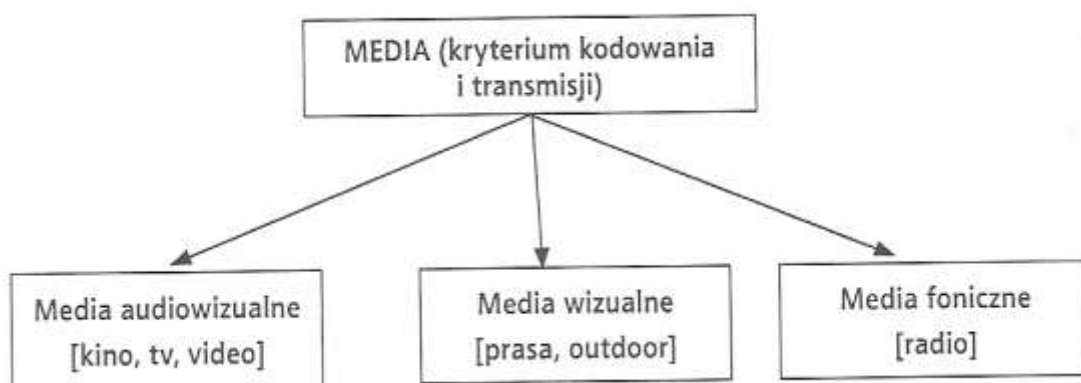 MEDIA (kryterium kodowania
i transmisji)
Media audiowizualne
[kino, tv, video]
Media wizualne
[prasa, outdoor]
Media foniczne
[radio]